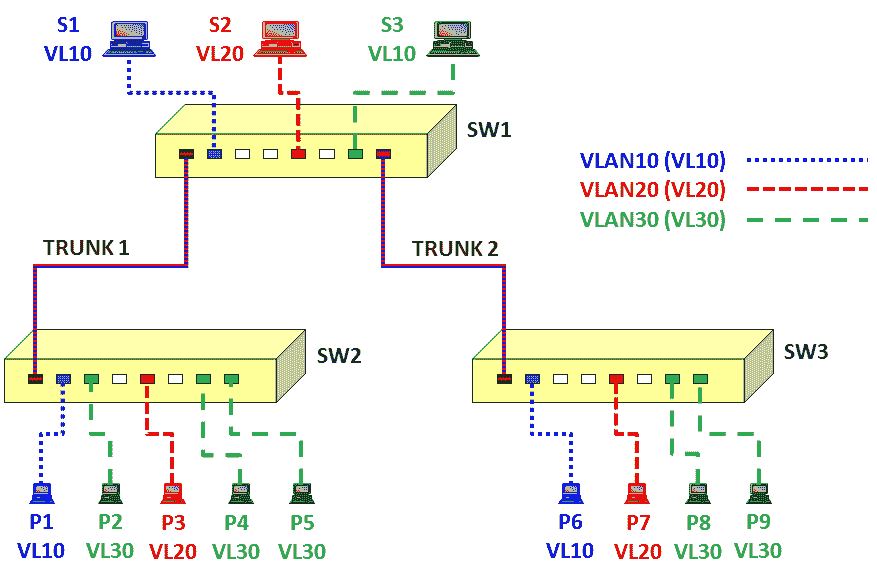 S1 S2 S3
VL10 VL20 VL10
SW1
VLAN10 (VL10)
VLAN20 (VL20)
VLAN30 (VL30)
TRUNK 1 TRUNK 2
SW2 SW3
P1 P2 P3 P4 P5 P6 P7 P8 P9
VL10 VL30 VL20 VL30 VL30 VL10 VL20 VL30 VL30